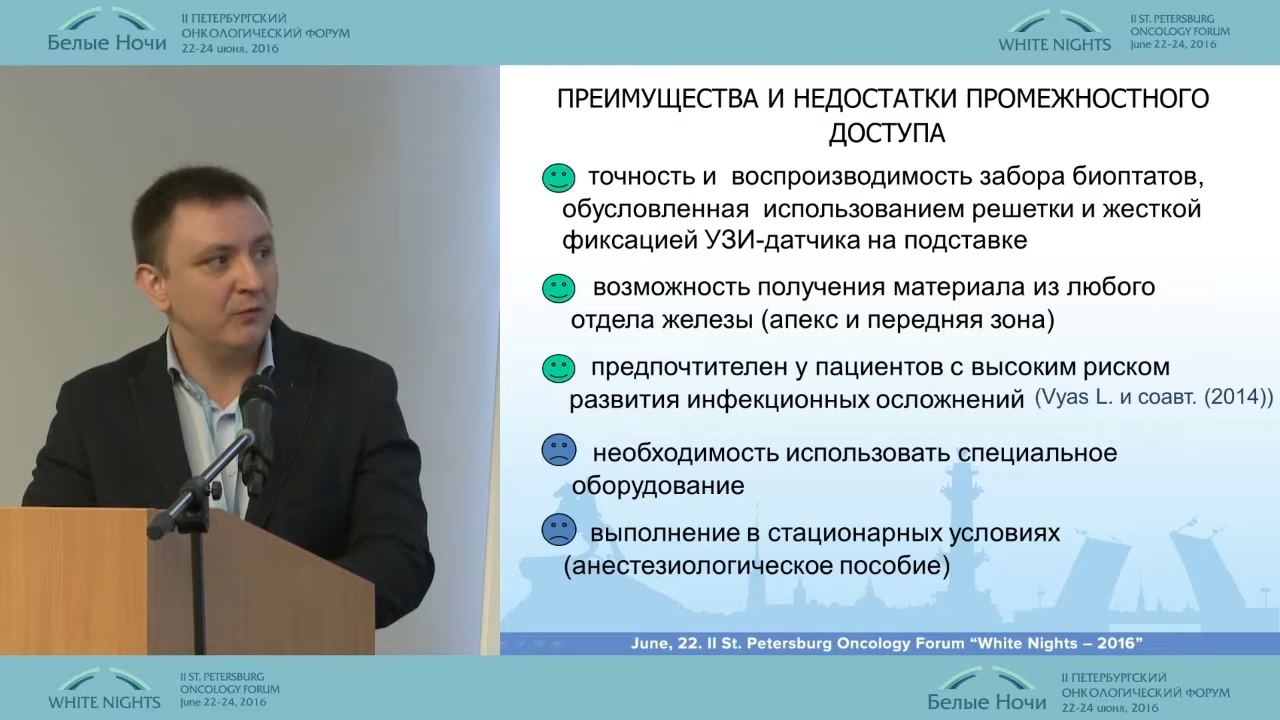 Белые Ночи
II ПЕТЕРБУРГСКИЙ
ОНКОЛОГИЧЕСКИЙ ФОРУМ
22-24 июня, 2016
WHITE NIGHTS
II ST. PETERSBURG
ONCOLOGY FORUM
June 22-24, 2016
ПРЕИМУЩЕСТВА И НЕДОСТАТКИ ПРОМЕЖНОСТНОГО
ДОСТУПА
точность и воспроизводимость забора биоптатов,
обусловленная использованием решетки и жесткой
фиксацией УЗИ-датчика на подставке
возможность получения материала из любого
отдела железы (апекс и передняя зона)
предпочтителен у пациентов с высоким риском
развития инфекционных осложнений (Vyas L. и соавт. (2014))
необходимость использовать специальное
оборудование
выполнение в стационарных условиях
(анестезиологическое пособие)
June, 22. II St. Petersburg Oncology Forum “White Nights – 2016”
WHITE NIGHTS
II ST. PETERSBURG
ONCOLOGY FORUM
June 22-24, 2016
Белые Ночи
II ПЕТЕРБУРГСКИЙ
ОНКОЛОГИЧЕСКИЙ ФОРУМ
22-24 июня, 2016